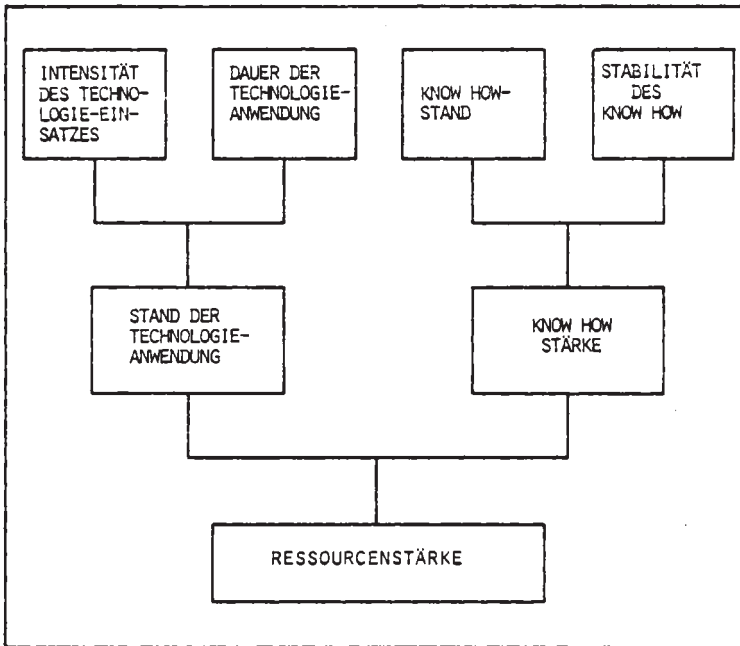 INTENSITÄT
DES TECHNO-
LOGIE-EIN-
SATZES
DAUER DER
TECHNOLOGIE-
ANWENDUNG
KNOW HOW-
STAND
STABILITÄT
DES
KNOW HOW
STAND DER
TECHNOLOGIE-
ANWENDUNG
KNOW HOW
STÄRKE
RESSOURCENSTÄRKE